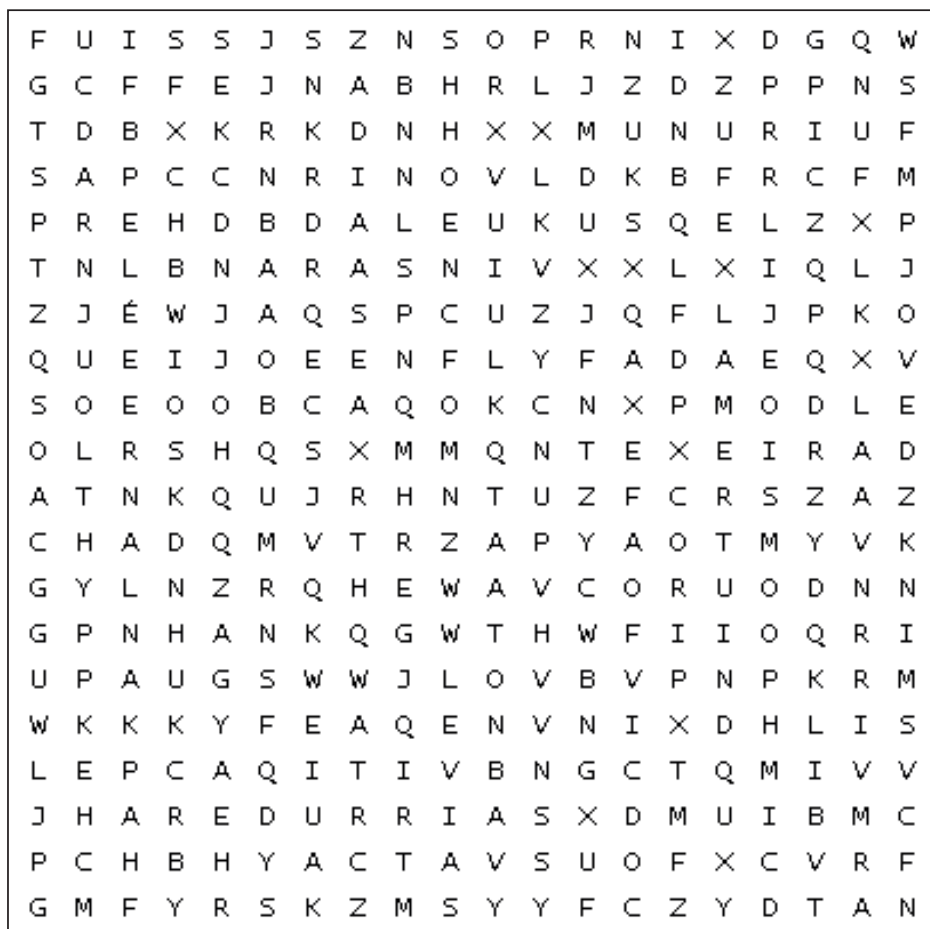 F U I S S J S Z N S O P R N I X D G Q W
G C F F E J N A B H R L J Z D Z P P N S
T D B X K R K D N H X X M U N U R I U F
S A P C C N R I N O V L D K B F R C F M
P R E H D B D A L E U K U S Q E L Z X P
T N L B N A R A S N I V X X L X I Q L J
Z J É W J A Q S P C U Z J Q F L J P K O
Q U E I J O E E N F L Y F A D A E Q X V
S O E O O B C A Q O K C N X P M O D L E
O L R S H Q S X M M Q N T E X E I R A D
A T N K Q U J R H N T U Z F C R S Z A Z
C H A D Q M V T R Z A P Y A O T M Y V K
G Y L N Z R Q H E W A V C O R U O D N N
G P N H A N K Q G W T H W F I I O Q R I
U P A U G S W W J L O V B V P N P K R M
W K K K Y F E A Q E N V N I X D H L I S
L E P C A Q I T I V B N G C T Q M I V V
J H A R E D U R R I A S X D M U I B M C
P C H B H Y A C T A V S U O F X C V R F
G M F Y R S K Z M S Y Y F C Z Y D T A N